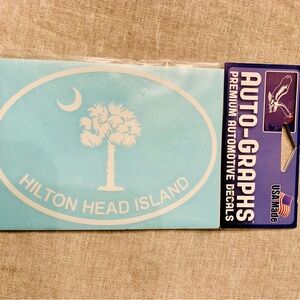 HILTON HEAD ISLAND
AUTO-GRAPHS
PREMIUM AUTOMOTIVE DECALS
USA Made